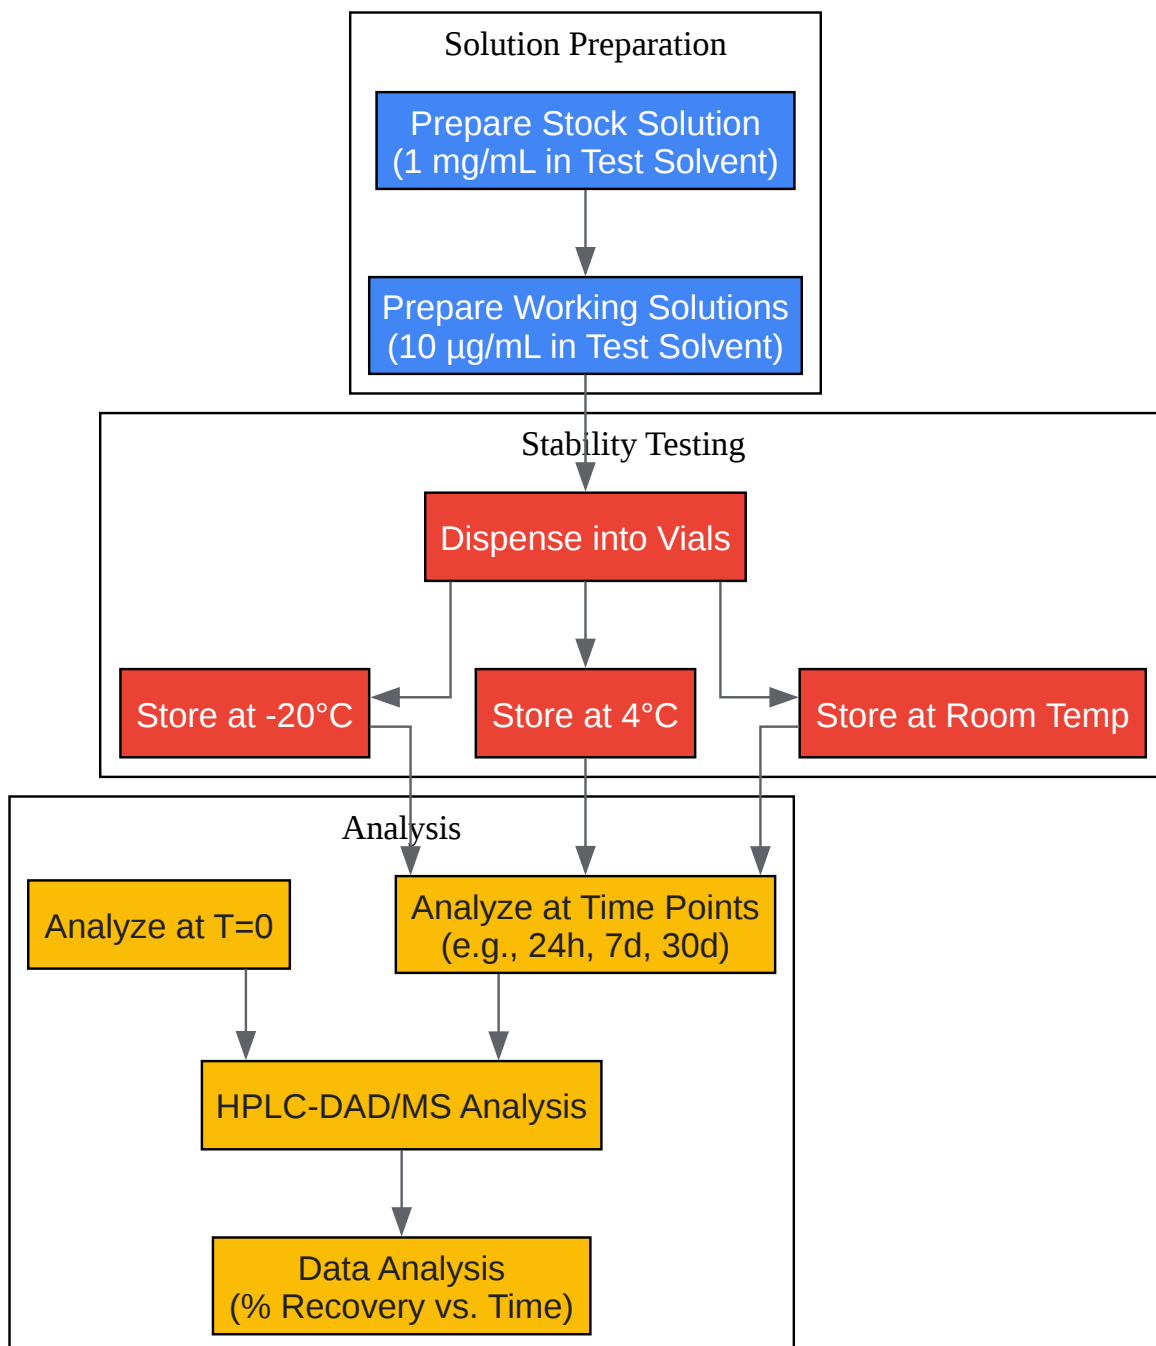 Solution Preparation
Prepare Stock Solution
(1 mg/mL in Test Solvent)
Prepare Working Solutions
(10 µg/mL in Test Solvent)
Stability Testing
Dispense into Vials
Store at -20°C
Store at 4°C
Store at Room Temp
Analysis
Analyze at T=0
Analyze at Time Points
(e.g., 24h, 7d, 30d)
HPLC-DAD/MS Analysis
Data Analysis
(% Recovery vs. Time)